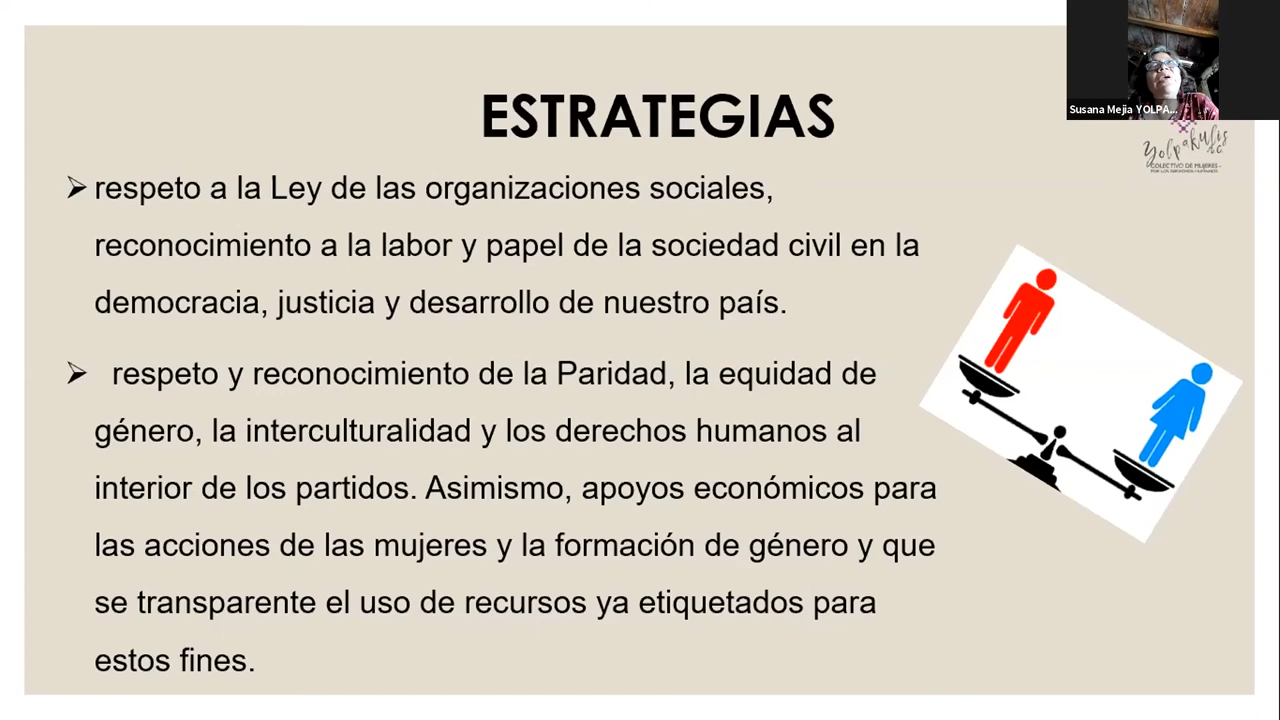 ESTRATEGIAS
Susana Mejia YOLPA...
Yolpakulis
A.C.
COLECTIVO DE MUJERES
➢ respeto a la Ley de las organizaciones sociales,
reconocimiento a la labor y papel de la sociedad civil en la
democracia, justicia y desarrollo de nuestro país.
➢ respeto y reconocimiento de la Paridad, la equidad de
género, la interculturalidad y los derechos humanos al
interior de los partidos. Asimismo, apoyos económicos para
las acciones de las mujeres y la formación de género y que
se transparente el uso de recursos ya etiquetados para
estos fines.